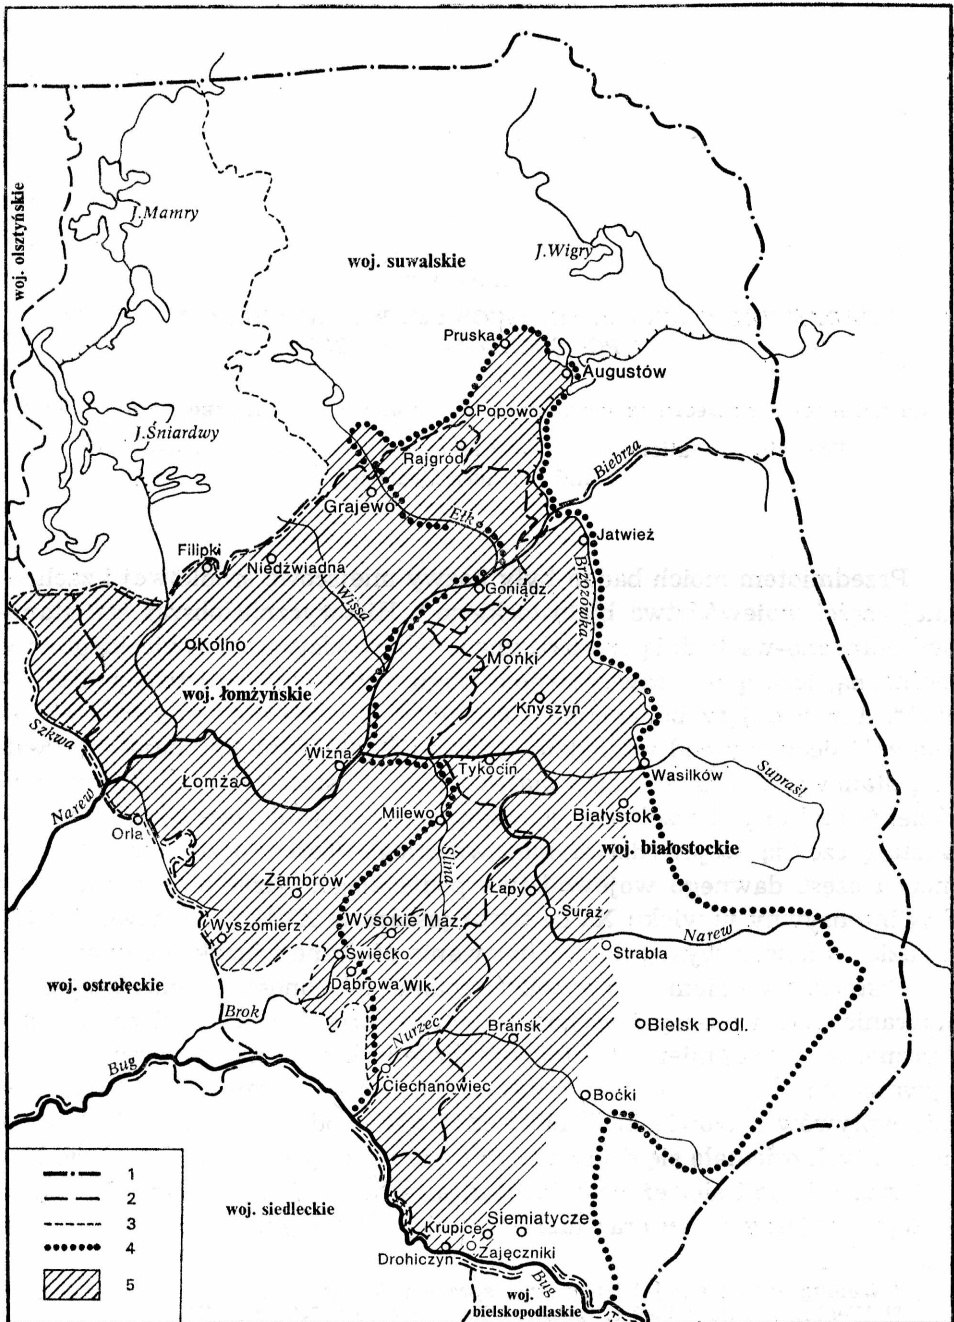 woj. olsztyńskie
J.Mamry
woj. suwalskie
J.Wigry
Pruska
Augustów
Popowo
J.Śniardwy
Rajgród
Biebrza
Grajewo
Ełk
Jatwież
Filipki
Niedźwiadna
Wissa
Goniądz
Brzozówka
Kolno
Mońki
woj. łomżyńskie
Knyszyn
Szkwa
Wizna
Tykocin
Wasilków
Supraśl
Łomża
Narew
Orla
Milewo
Białystok
woj. białostockie
Ślina
Zambrów
Łapy
Wysokie Maz.
Suraż
Wyszomierz
Narew
Święcko
Strabla
Dąbrowa Wlk.
woj. ostrołęckie
Brok
Nurzec
Brańsk
Bielsk Podl.
Bug
Ciechanowiec
Boćki
1
2
3
4
5
woj. siedleckie
Krupice
Siemiatycze
Drohiczyn
Zajęczniki
Bug
woj.
bielskopodlaskie